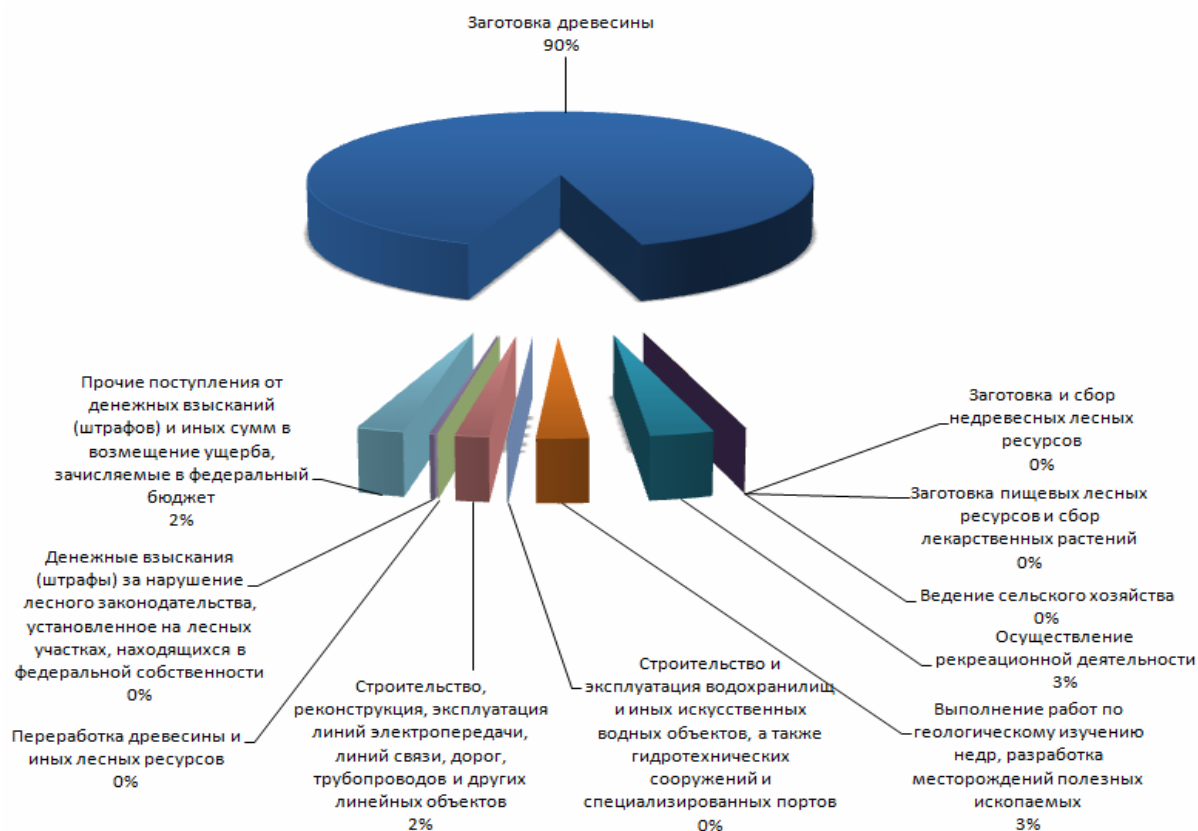 Заготовка древесины
90%
Заготовка и сбор
недревесных лесных
ресурсов
0%
Заготовка пищевых лесных
ресурсов и сбор
лекарственных растений
0%
Ведение сельского хозяйства
0%
Осуществление
рекреационной деятельности
3%
Выполнение работ по
геологическому изучению
недр, разработка
месторождений полезных
ископаемых
3%
Строительство и
эксплуатация водохранилищ
и иных искусственных
водных объектов, а также
гидротехнических
сооружений и
специализированных портов
0%
Строительство,
реконструкция, эксплуатация
линий электропередачи,
линий связи, дорог,
трубопроводов и других
линейных объектов
2%
Переработка древесины и
иных лесных ресурсов
0%
Денежные взыскания
(штрафы) за нарушение
лесного законодательства,
установленное на лесных
участках, находящихся в
федеральной собственности
0%
Прочие поступления от
денежных взысканий
(штрафов) и иных сумм в
возмещение ущерба,
зачисляемые в федеральный
бюджет
2%